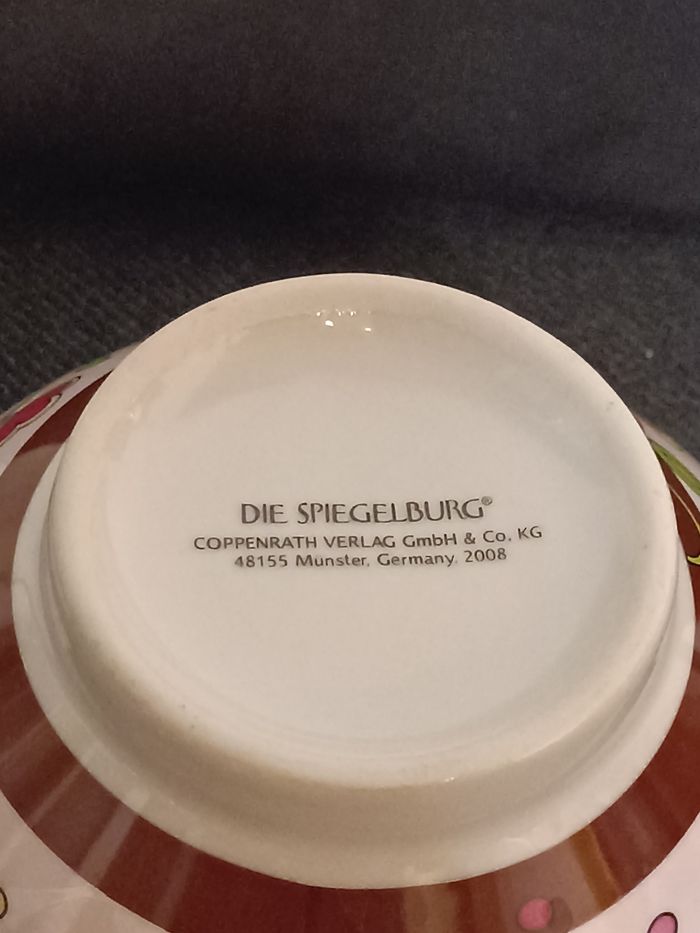 DIE SPIEGELBURG®
COPPENRATH VERLAG GmbH & Co. KG
48155 Münster, Germany. 2008